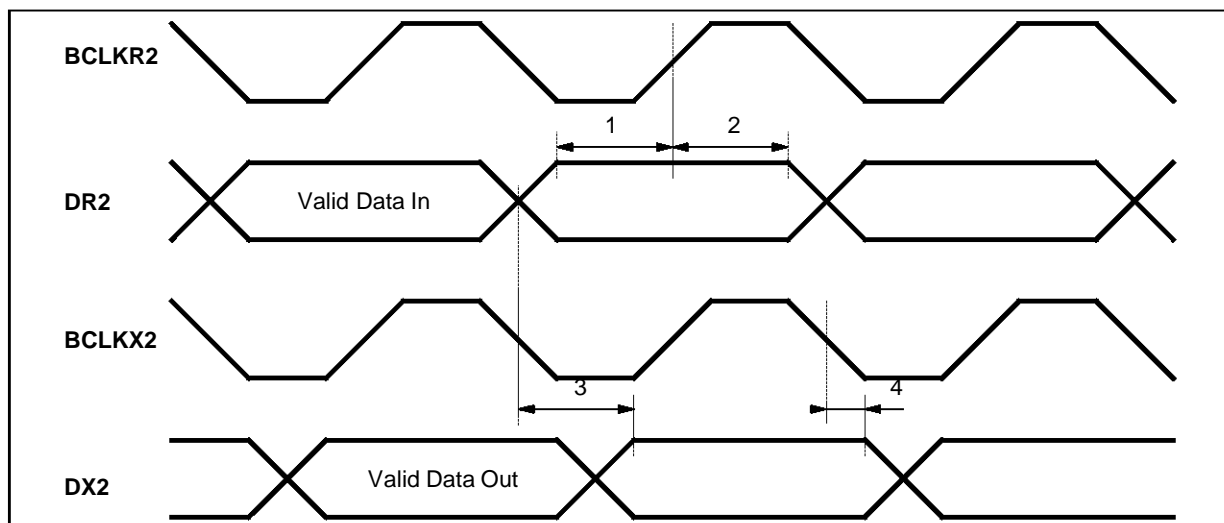 BCLKR2
1 2
DR2
Valid Data In
BCLKX2
3 4
DX2
Valid Data Out